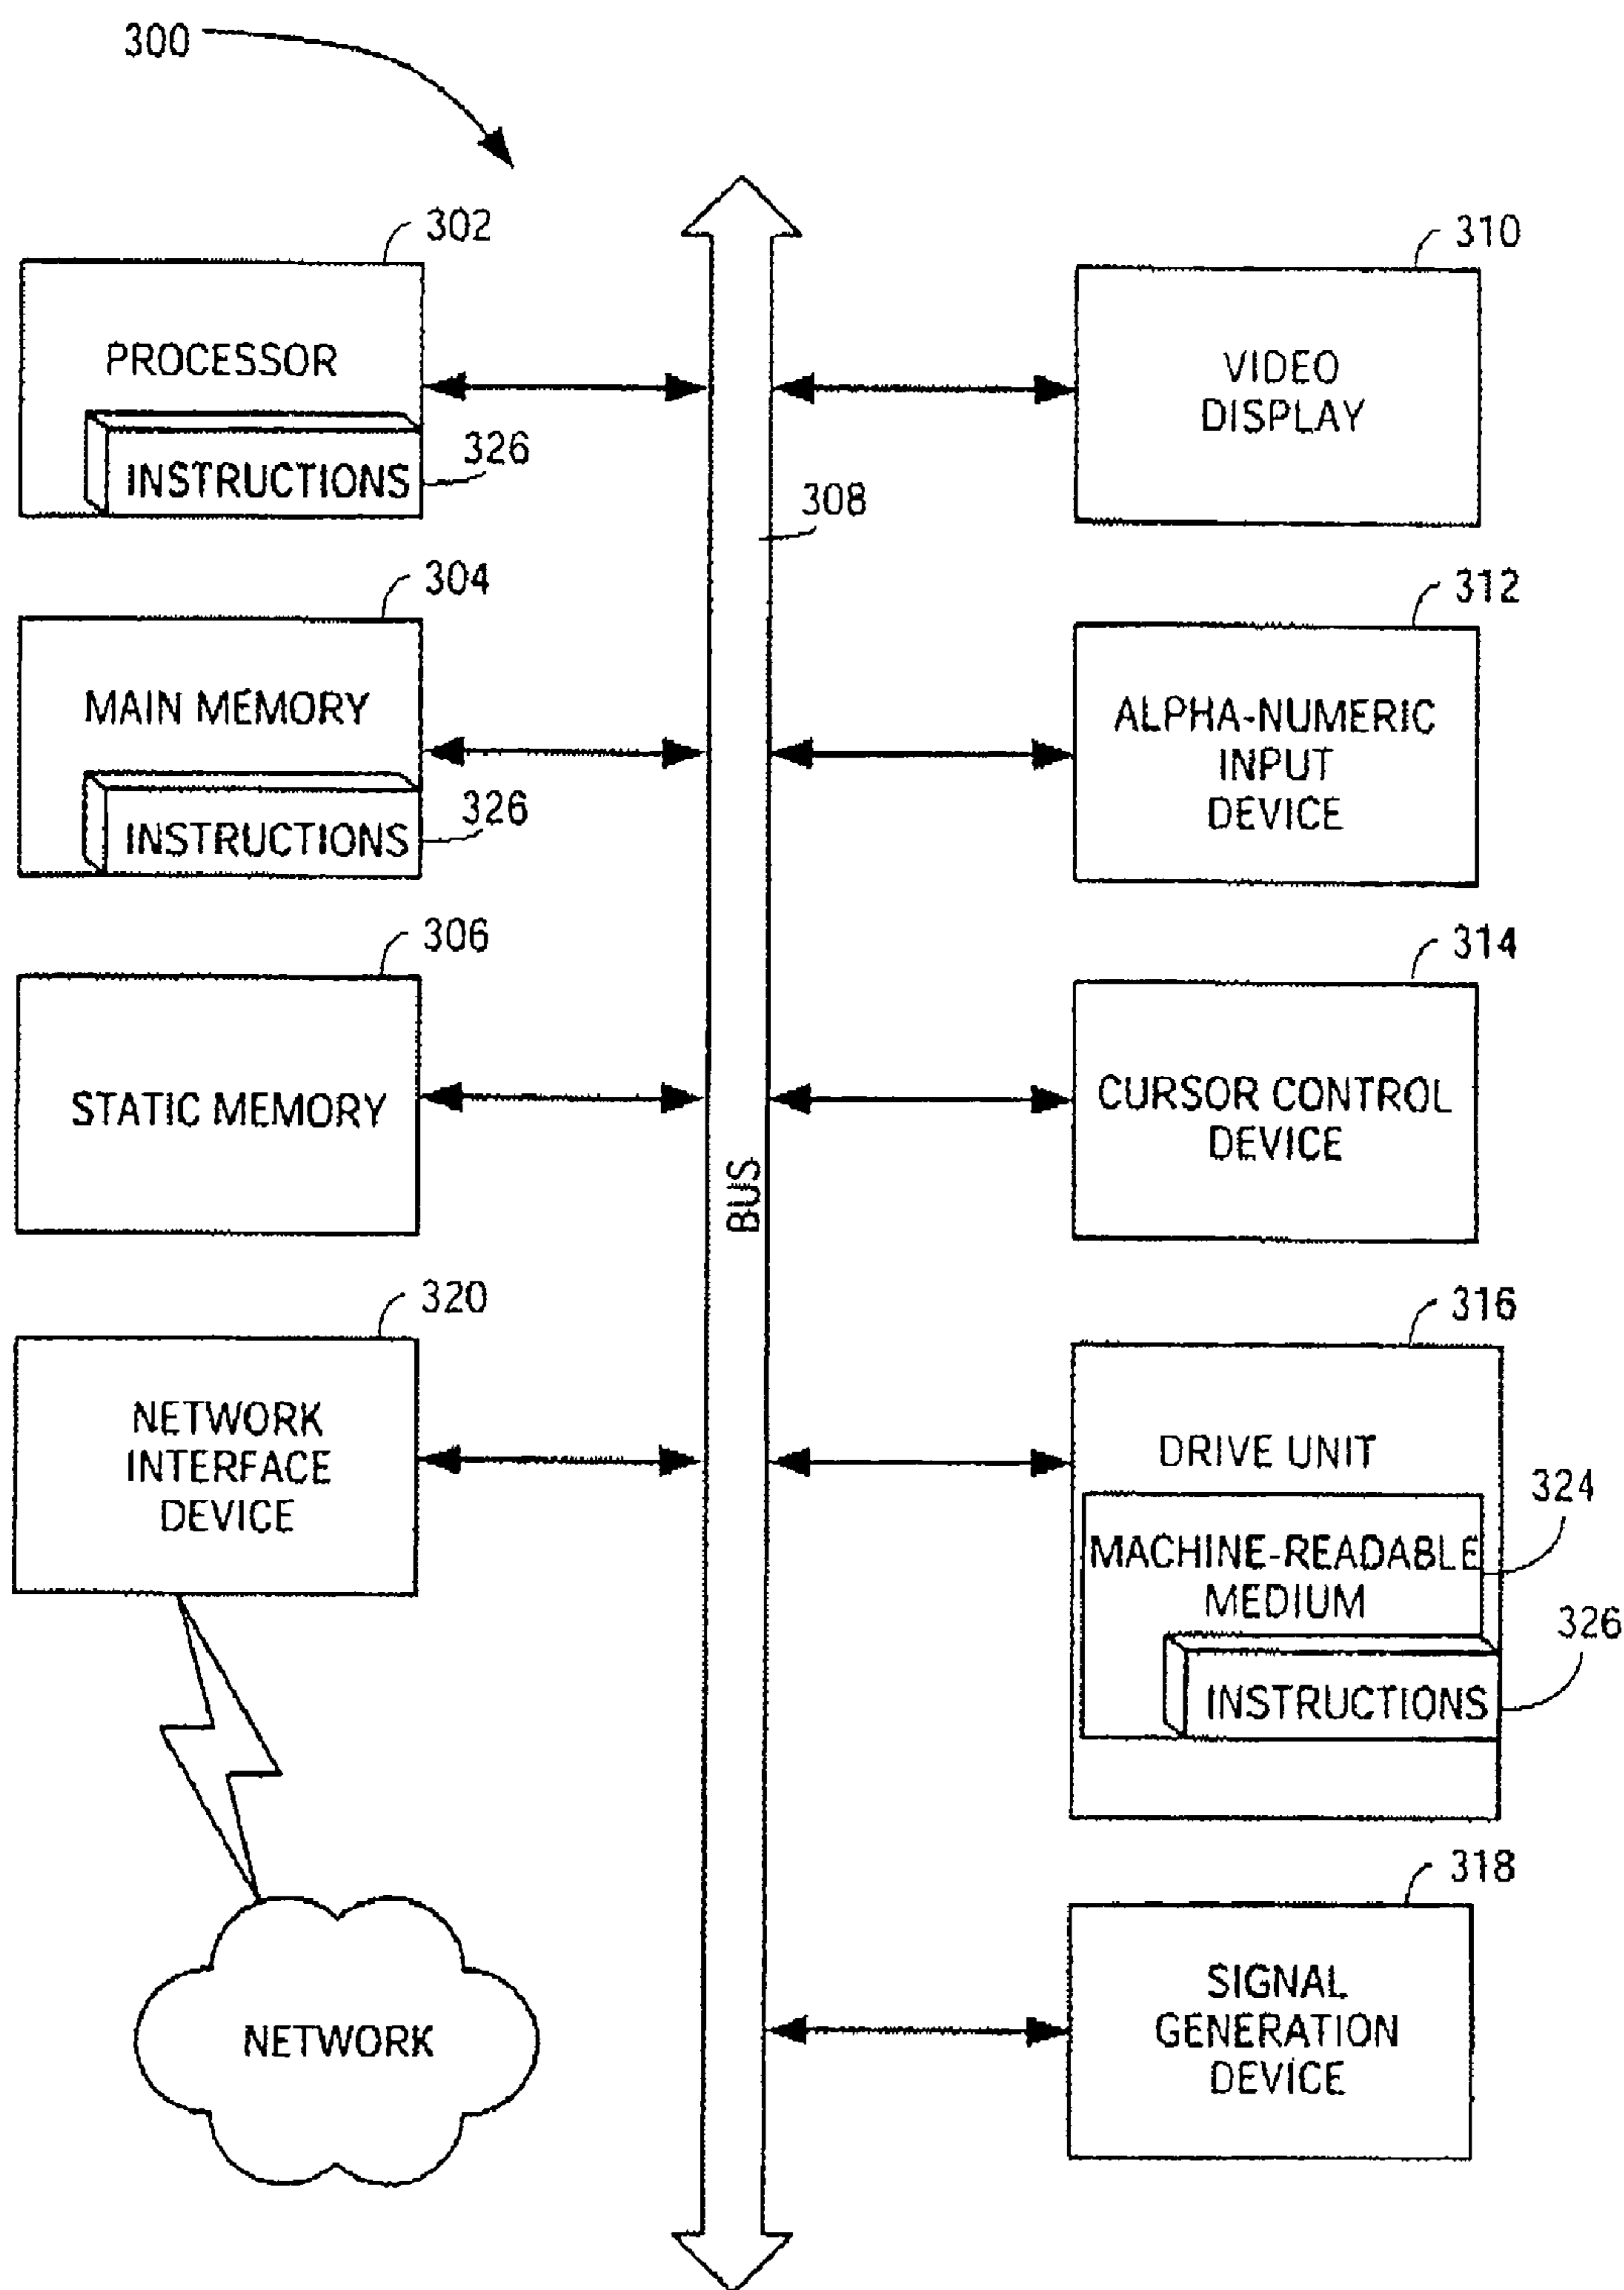 300
302
PROCESSOR
INSTRUCTIONS
326
304
MAIN MEMORY
INSTRUCTIONS
326
306
STATIC MEMORY
320
NETWORK
INTERFACE
DEVICE
NETWORK
308
BUS
310
VIDEO
DISPLAY
312
ALPHA-NUMERIC
INPUT
DEVICE
314
CURSOR CONTROL
DEVICE
316
DRIVE UNIT
324
MACHINE-READABLE
MEDIUM
326
INSTRUCTIONS
318
SIGNAL
GENERATION
DEVICE